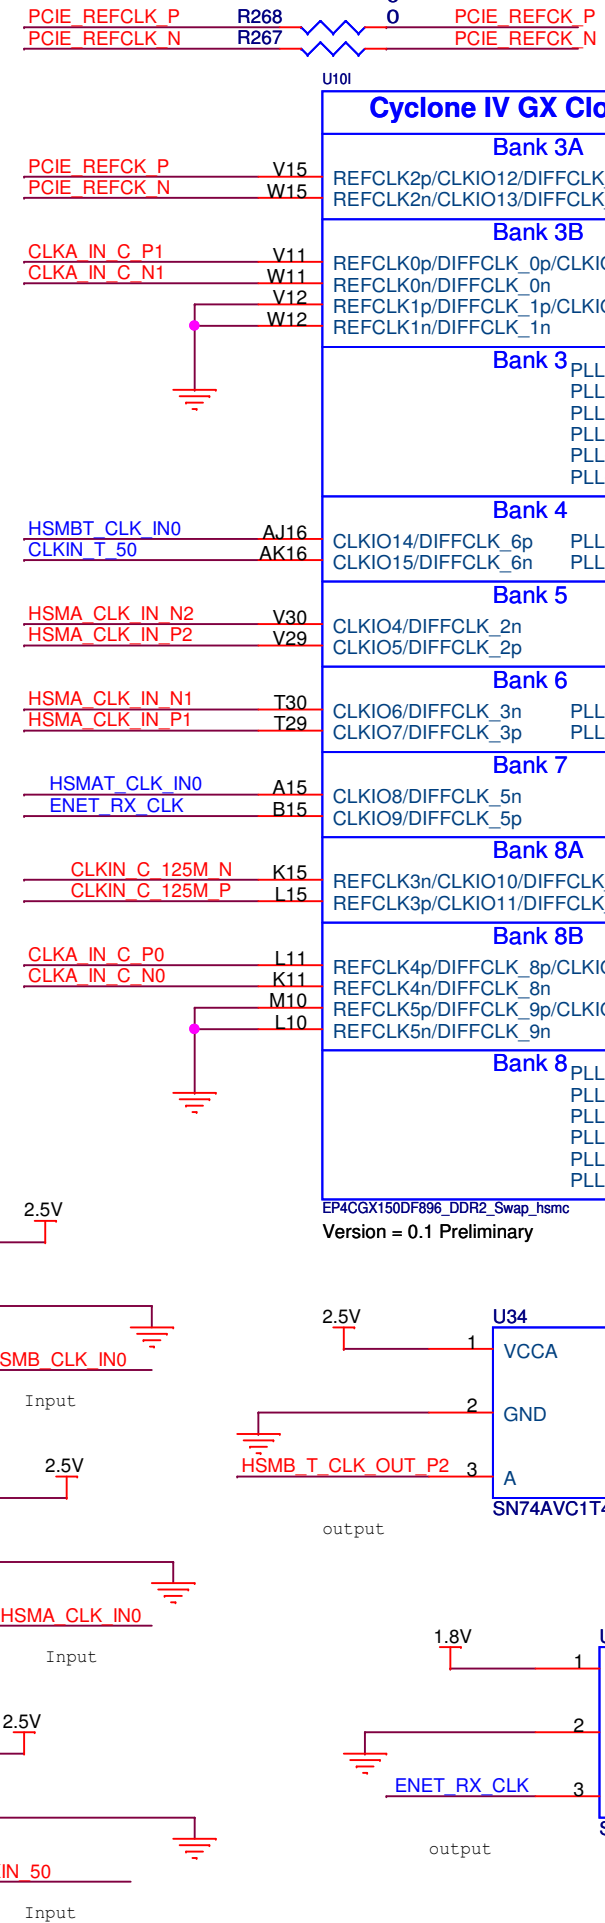 PCIE_REFCLK_P R268 0 PCIE_REFCK_P
PCIE_REFCLK_N R267 PCIE_REFCK_N
U10I
Cyclone IV GX Clo
Bank 3A
PCIE_REFCK_P V15 REFCLK2p/CLKIO12/DIFFCLK_
PCIE_REFCK_N W15 REFCLK2n/CLKIO13/DIFFCLK_
Bank 3B
CLKA_IN_C_P1 V11 REFCLK0p/DIFFCLK_0p/CLKIO
CLKA_IN_C_N1 W11 REFCLK0n/DIFFCLK_0n
V12 REFCLK1p/DIFFCLK_1p/CLKIO
W12 REFCLK1n/DIFFCLK_1n
Bank 3
PLL
PLL
PLL
PLL
PLL
PLL
Bank 4
HSMBT_CLK_IN0 AJ16 CLKIO14/DIFFCLK_6p PLL
CLKIN_T_50 AK16 CLKIO15/DIFFCLK_6n PLL
Bank 5
HSMA_CLK_IN_N2 V30 CLKIO4/DIFFCLK_2n
HSMA_CLK_IN_P2 V29 CLKIO5/DIFFCLK_2p
Bank 6
HSMA_CLK_IN_N1 T30 CLKIO6/DIFFCLK_3n PLL
HSMA_CLK_IN_P1 T29 CLKIO7/DIFFCLK_3p PLL
Bank 7
HSMAT_CLK_IN0 A15 CLKIO8/DIFFCLK_5n
ENET_RX_CLK B15 CLKIO9/DIFFCLK_5p
Bank 8A
CLKIN_C_125M_N K15 REFCLK3n/CLKIO10/DIFFCLK_
CLKIN_C_125M_P L15 REFCLK3p/CLKIO11/DIFFCLK_
Bank 8B
CLKA_IN_C_P0 L11 REFCLK4p/DIFFCLK_8p/CLKIO
CLKA_IN_C_N0 K11 REFCLK4n/DIFFCLK_8n
M10 REFCLK5p/DIFFCLK_9p/CLKIO
L10 REFCLK5n/DIFFCLK_9n
Bank 8
PLL
PLL
PLL
PLL
PLL
PLL
EP4CGX150DF896_DDR2_Swap_hsmc
2.5V
Version = 0.1 Preliminary
2.5V U34
1 VCCA
SMB_CLK_IN0
Input
2 GND
2.5V
HSMB_T_CLK_OUT_P2 3 A
SN74AVC1T4
output
HSMA_CLK_IN0
Input
1.8V
1
2.5V
2
ENET_RX_CLK 3
output
IN_50
Input